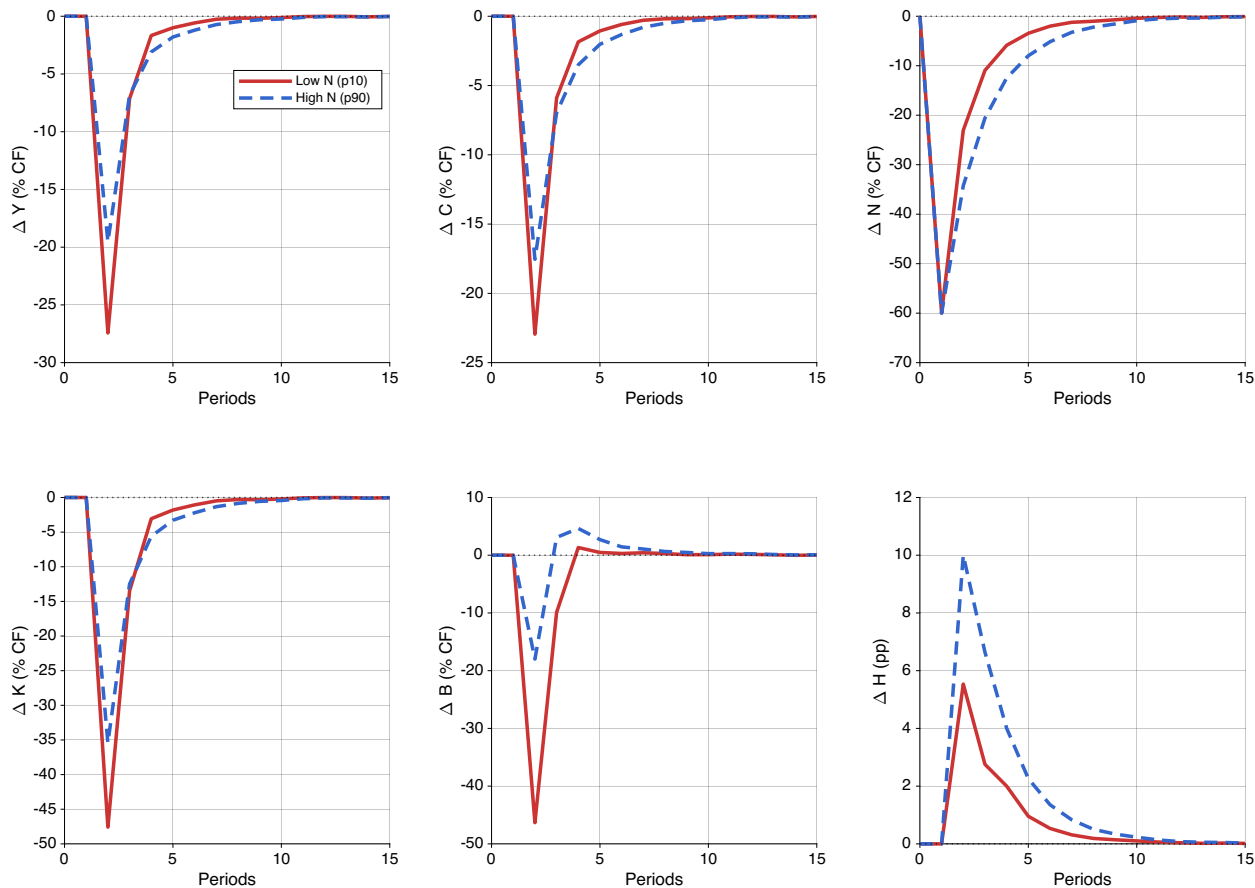 Δ Y (% CF)
0
-5
-10
-15
-20
-25
-30
0 5 10 15
Periods
Low N (p10)
High N (p90)
Δ C (% CF)
0
-5
-10
-15
-20
-25
0 5 10 15
Periods
Δ N (% CF)
0
-10
-20
-30
-40
-50
-60
-70
0 5 10 15
Periods
Δ K (% CF)
0
-5
-10
-15
-20
-25
-30
-35
-40
-45
-50
0 5 10 15
Periods
Δ B (% CF)
10
0
-10
-20
-30
-40
-50
0 5 10 15
Periods
Δ H (pp)
12
10
8
6
4
2
0
0 5 10 15
Periods